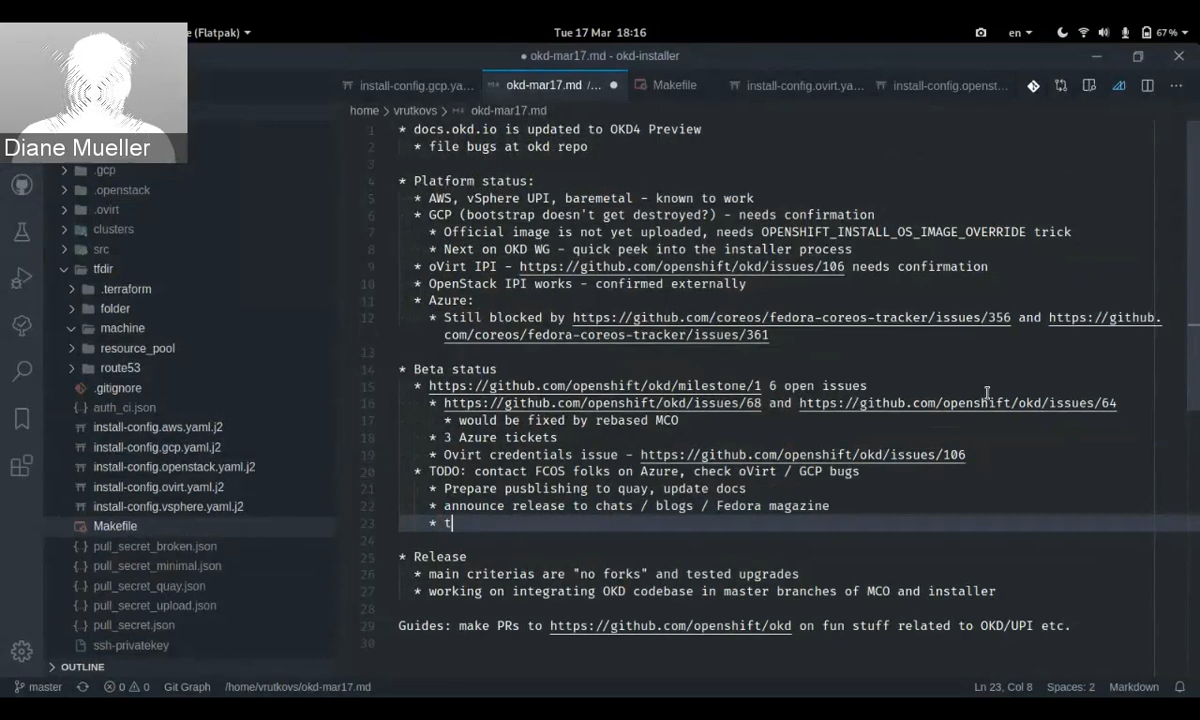 e (Flatpak)
Tue 17 Mar 18:16
en
67%
Diane Mueller
● okd-mar17.md - okd-installer
install-config.gcp.ya...
okd-mar17.md /... ●
Makefile
install-config.ovirt.ya...
install-config.openst...
home > vrutkovs > okd-mar17.md
.gcp
.openstack
.ovirt
clusters
src
tfdir
.terraform
folder
machine
resource_pool
route53
.gitignore
auth_ci.json
install-config.aws.yaml.j2
install-config.gcp.yaml.j2
install-config.openstack.yaml.j2
install-config.ovirt.yaml.j2
install-config.vsphere.yaml.j2
Makefile
pull_secret_broken.json
pull_secret_minimal.json
pull_secret_quay.json
pull_secret_upload.json
pull_secret.json
ssh-privatekey
OUTLINE
1 * docs.okd.io is updated to OKD4 Preview
2 * file bugs at okd repo
3
4 * Platform status:
5 * AWS, vSphere UPI, baremetal - known to work
6 * GCP (bootstrap doesn't get destroyed?) - needs confirmation
7 * Official image is not yet uploaded, needs OPENSHIFT_INSTALL_OS_IMAGE_OVERRIDE trick
8 * Next on OKD WG - quick peek into the installer process
9 * oVirt IPI - https://github.com/openshift/okd/issues/106 needs confirmation
10 * OpenStack IPI works - confirmed externally
11 * Azure:
12 * Still blocked by https://github.com/coreos/fedora-coreos-tracker/issues/356 and https://github.
com/coreos/fedora-coreos-tracker/issues/361
13
14 * Beta status
15 * https://github.com/openshift/okd/milestone/1 6 open issues
16 * https://github.com/openshift/okd/issues/68 and https://github.com/openshift/okd/issues/64
17 * would be fixed by rebased MCO
18 * 3 Azure tickets
19 * Ovirt credentials issue - https://github.com/openshift/okd/issues/106
20 * TODO: contact FCOS folks on Azure, check oVirt / GCP bugs
21 * Prepare pusblishing to quay, update docs
22 * announce release to chats / blogs / Fedora magazine
23 * t
24
25 * Release
26 * main criterias are "no forks" and tested upgrades
27 * working on integrating OKD codebase in master branches of MCO and installer
28
29 Guides: make PRs to https://github.com/openshift/okd on fun stuff related to OKD/UPI etc.
30
master
0 0
Git Graph
/home/vrutkovs/okd-mar17.md
Ln 23, Col 8
Spaces: 2
Markdown